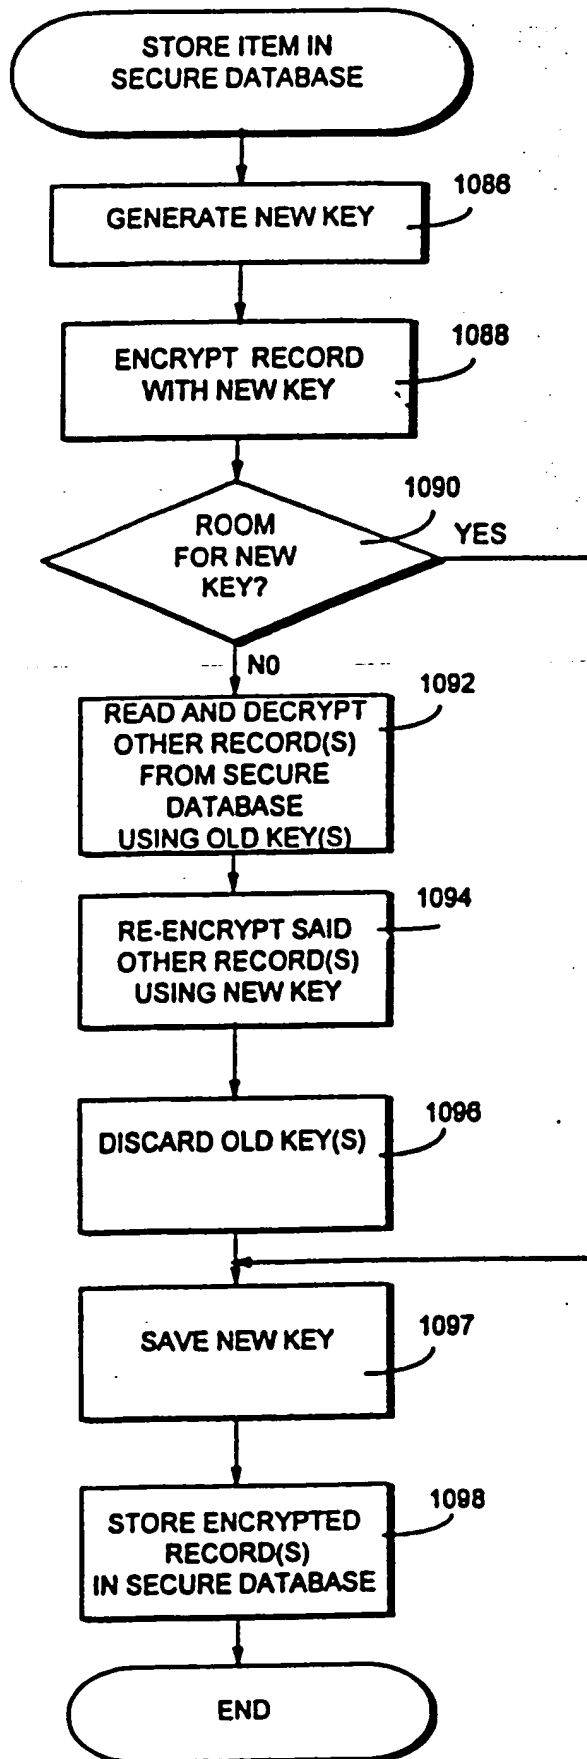 STORE ITEM IN
SECURE DATABASE
1086
GENERATE NEW KEY
1088
ENCRYPT RECORD
WITH NEW KEY
1090
ROOM
FOR NEW
KEY?
YES
NO
1092
READ AND DECRYPT
OTHER RECORD(S)
FROM SECURE
DATABASE
USING OLD KEY(S)
1094
RE-ENCRYPT SAID
OTHER RECORD(S)
USING NEW KEY
1096
DISCARD OLD KEY(S)
SAVE NEW KEY
1097
1098
STORE ENCRYPTED
RECORD(S)
IN SECURE DATABASE
END